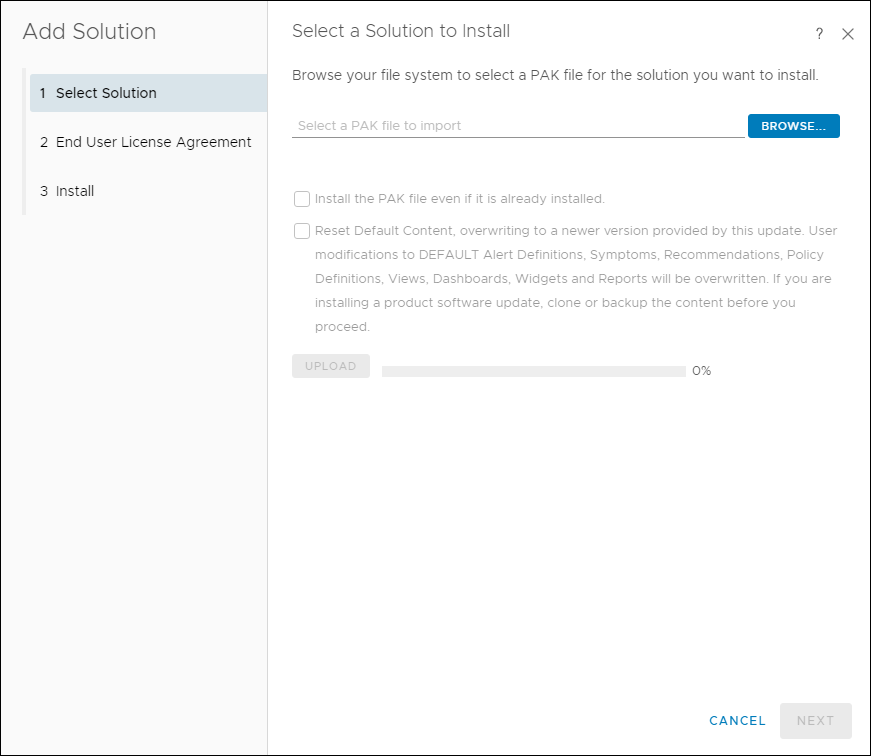 Add Solution
1 Select Solution
2 End User License Agreement
3 Install
Select a Solution to Install
?
Browse your file system to select a PAK file for the solution you want to install.
Select a PAK file to import
BROWSE...
Install the PAK file even if it is already installed.
Reset Default Content, overwriting to a newer version provided by this update. User
modifications to DEFAULT Alert Definitions, Symptoms, Recommendations, Policy
Definitions, Views, Dashboards, Widgets and Reports will be overwritten. If you are
installing a product software update, clone or backup the content before you
proceed.
UPLOAD
0%
CANCEL
NEXT